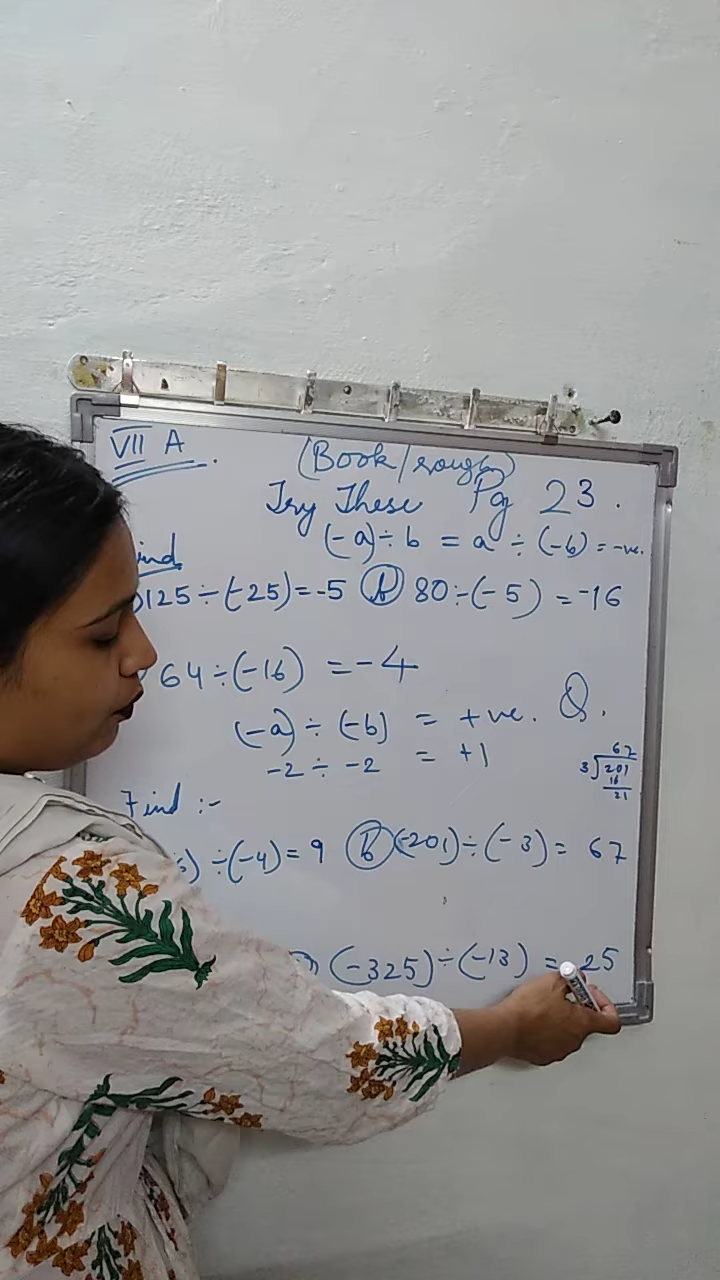 VII A .
(Book/rough)
Try These Pg 23 .
(-a) ÷ b = a ÷ (-b) = -ve.
ind
)125 ÷ (-25) = -5 (b) 80 ÷ (-5) = -16
) 64 ÷ (-16) = -4
(-a) ÷ (-b) = +ve. Q.
-2 ÷ -2 = +1
67
3)201
18
21
Find :-
) ÷ (-4) = 9 (b) (-201) ÷ (-3) = 67
) (-325) ÷ (-13) = 25